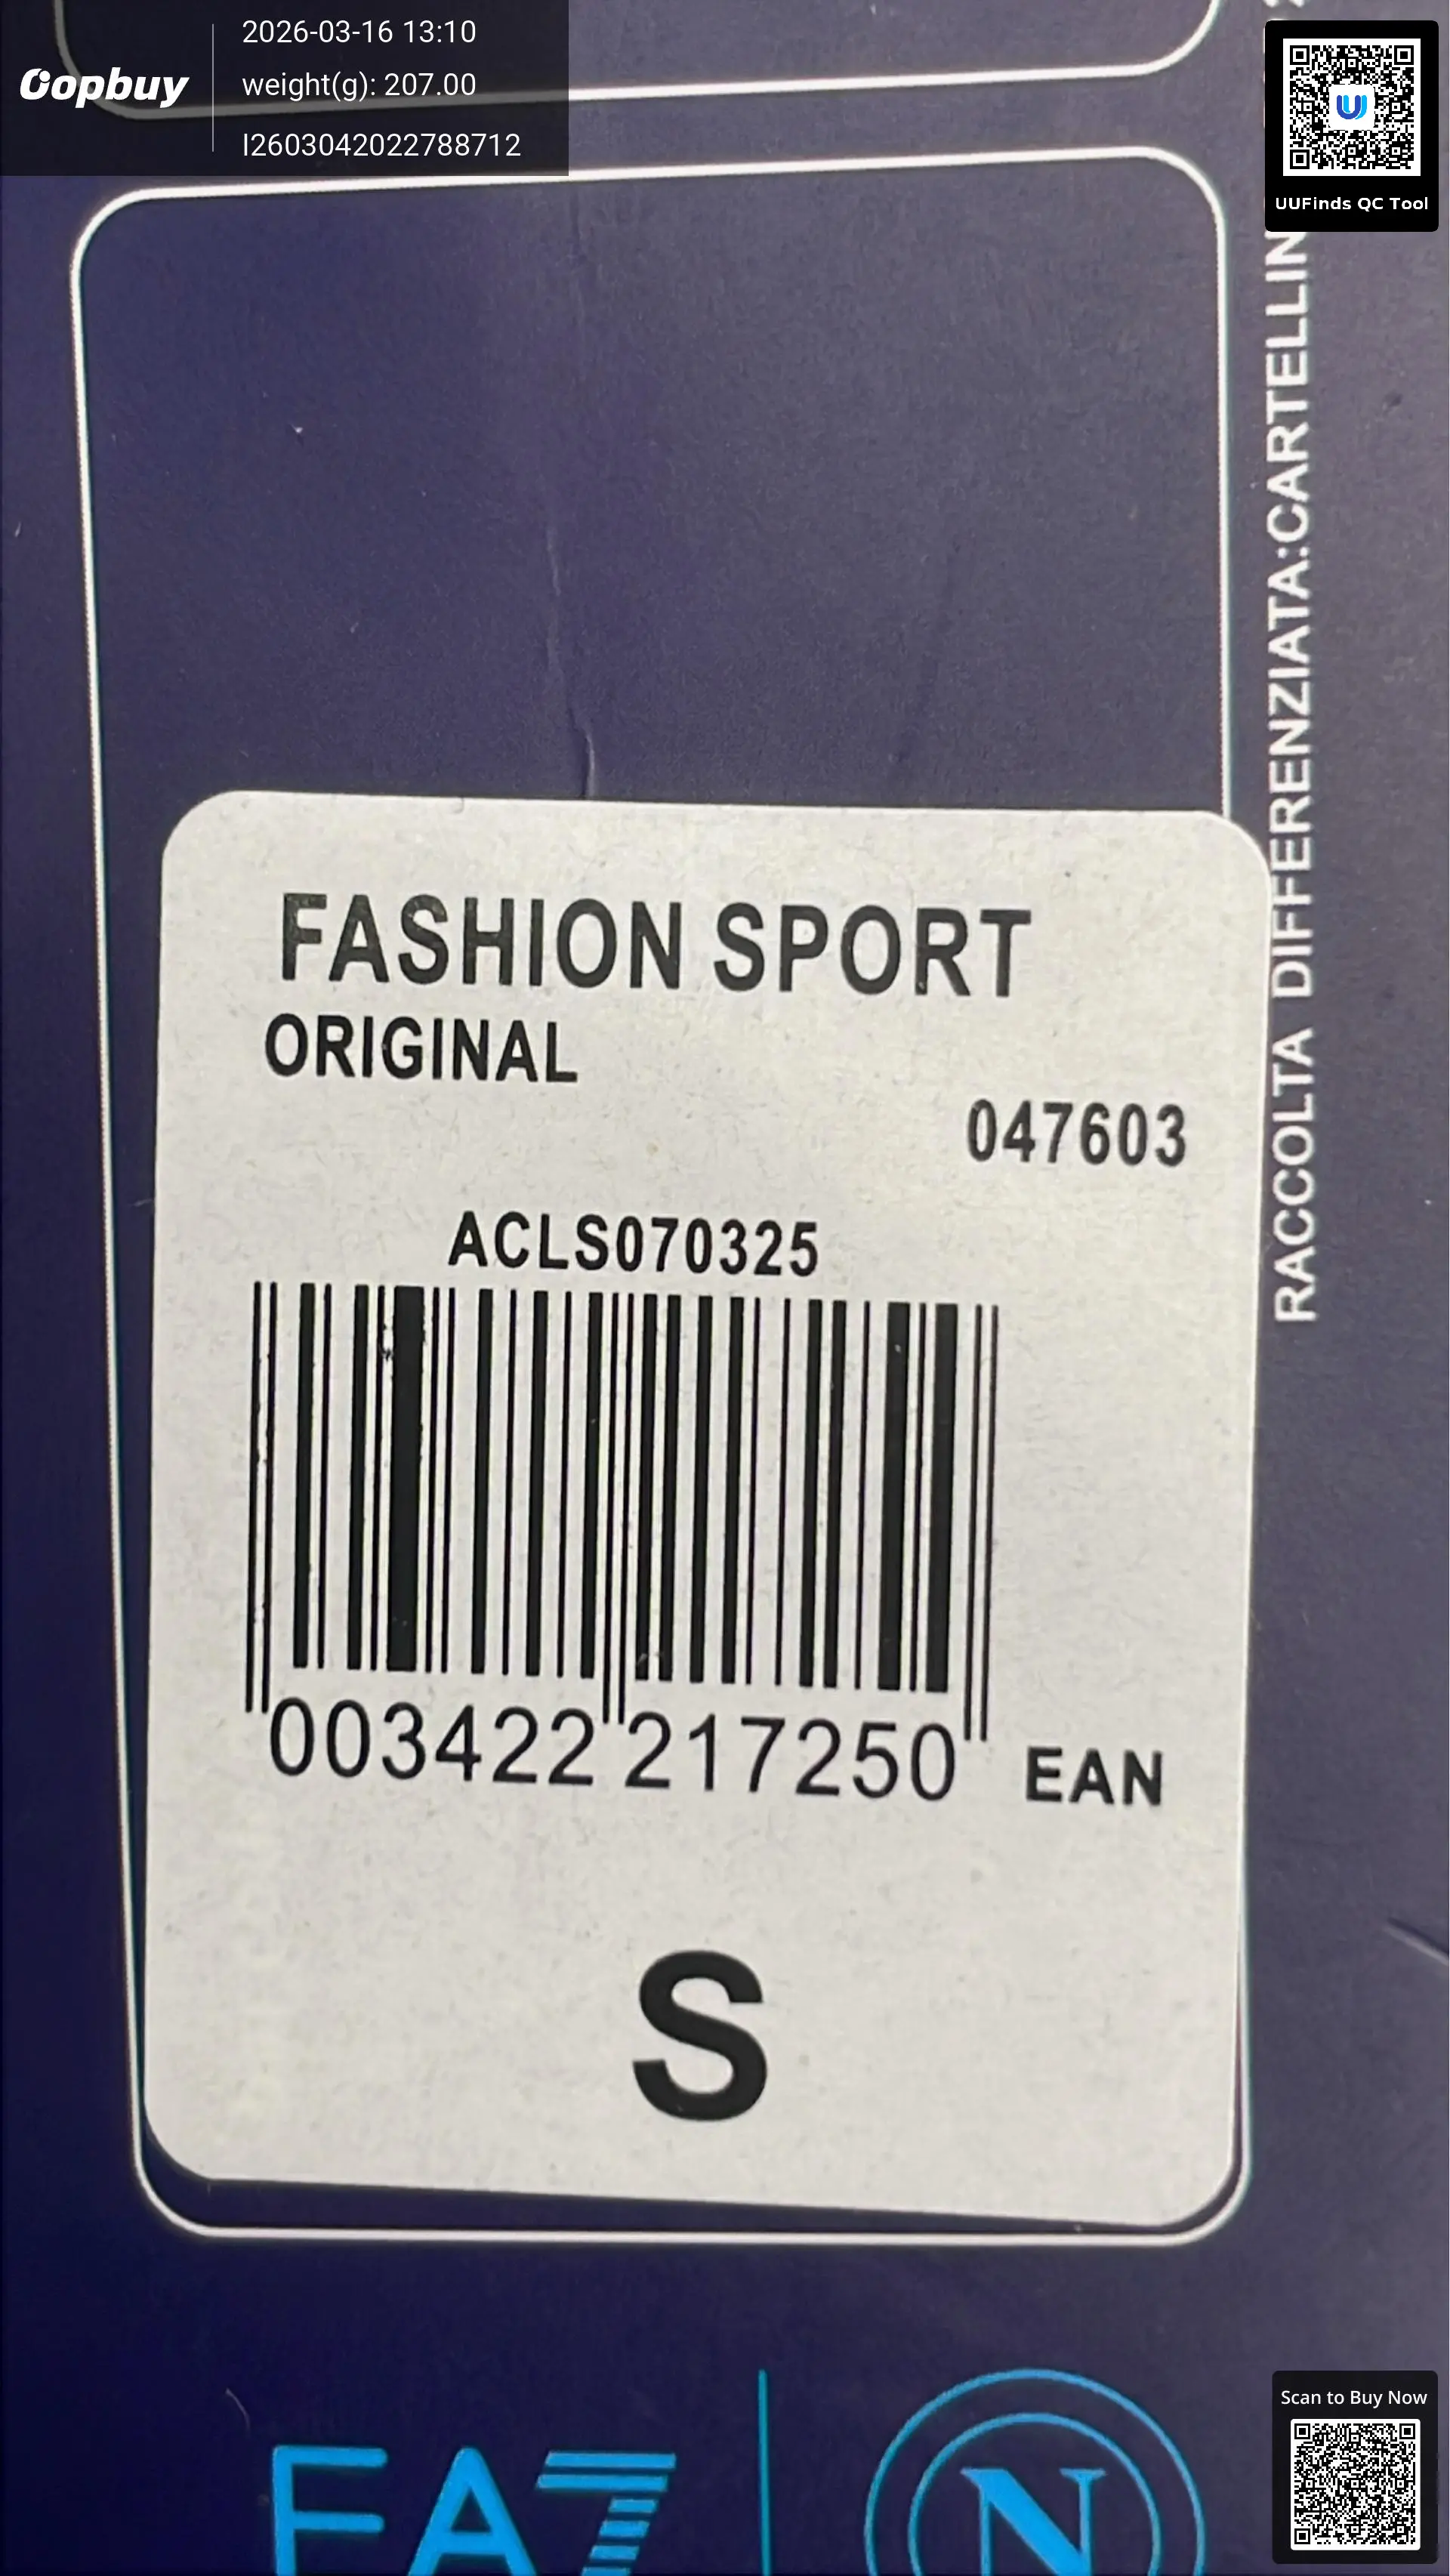 Oopbuy
2026-03-16 13:10
weight(g): 207.00
I2603042022788712
UUFinds QC Tool
RACCOLTA DIFFERENZIATA:CARTELLIN
FASHION SPORT
ORIGINAL
047603
ACLS070325
003422 217250 EAN
S
EA7
N
Scan to Buy Now